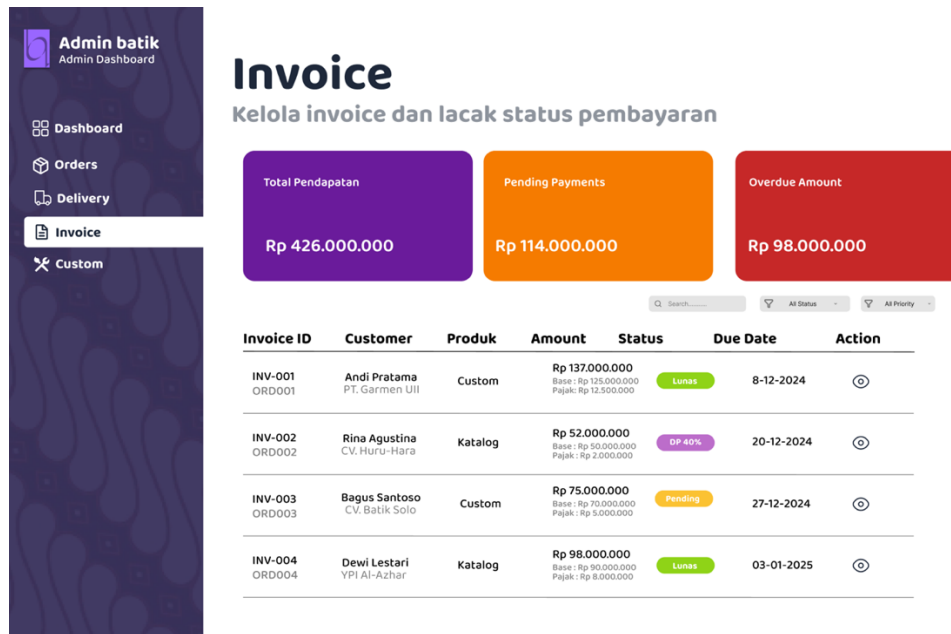 Admin batik
Admin Dashboard
Dashboard
Orders
Delivery
Invoice
Custom
Invoice
Kelola invoice dan lacak status pembayaran
Total Pendapatan
Rp 426.000.000
Pending Payments
Rp 114.000.000
Overdue Amount
Rp 98.000.000
Search..........
All Status
All Priority
Invoice ID Customer Produk Amount Status Due Date Action
INV-001
ORD001
Andi Pratama
PT. Garmen UII
Custom
Rp 137.000.000
Base : Rp 125.000.000
Pajak: Rp 12.500.000
Lunas
8-12-2024
INV-002
ORD002
Rina Agustina
CV. Huru-Hara
Katalog
Rp 52.000.000
Base : Rp 50.000.000
Pajak : Rp 2.000.000
DP 40%
20-12-2024
INV-003
ORD003
Bagus Santoso
CV. Batik Solo
Custom
Rp 75.000.000
Base : Rp 70.000.000
Pajak : Rp 5.000.000
Pending
27-12-2024
INV-004
ORD004
Dewi Lestari
YPI Al-Azhar
Katalog
Rp 98.000.000
Base : Rp 90.000.000
Pajak : Rp 8.000.000
Lunas
03-01-2025